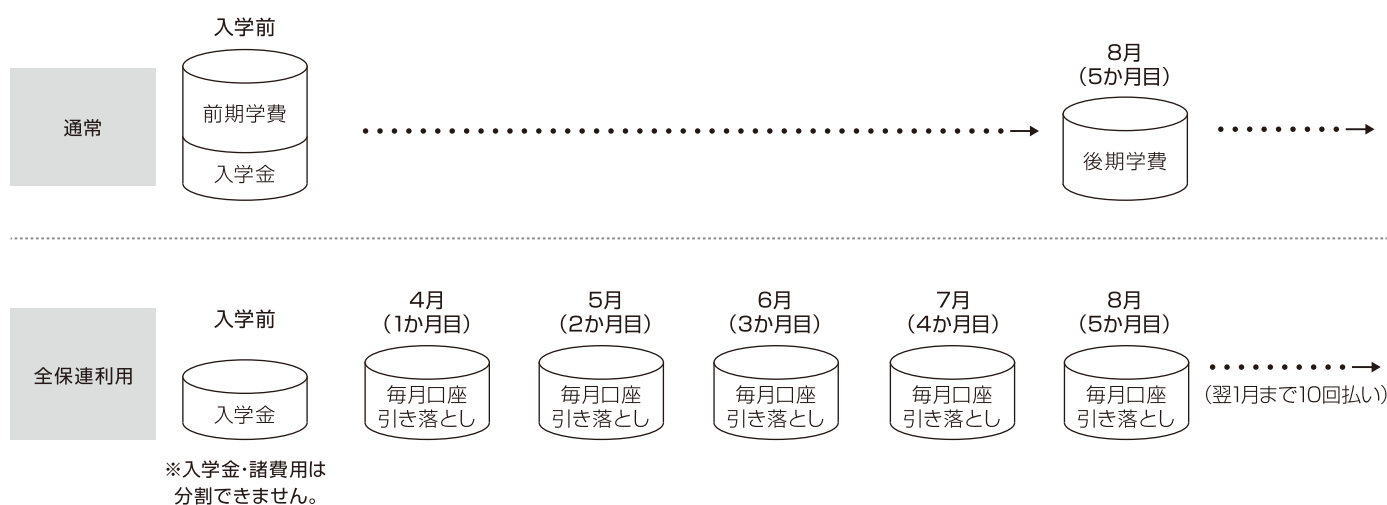 入学前
8月
（5か月目）
通常
前期学費
入学金
後期学費
入学前
4月
（1か月目）
5月
（2か月目）
6月
（3か月目）
7月
（4か月目）
8月
（5か月目）
全保連利用
入学金
毎月口座
引き落とし
毎月口座
引き落とし
毎月口座
引き落とし
毎月口座
引き落とし
毎月口座
引き落とし
（翌1月まで10回払い）
※入学金・諸費用は
分割できません。